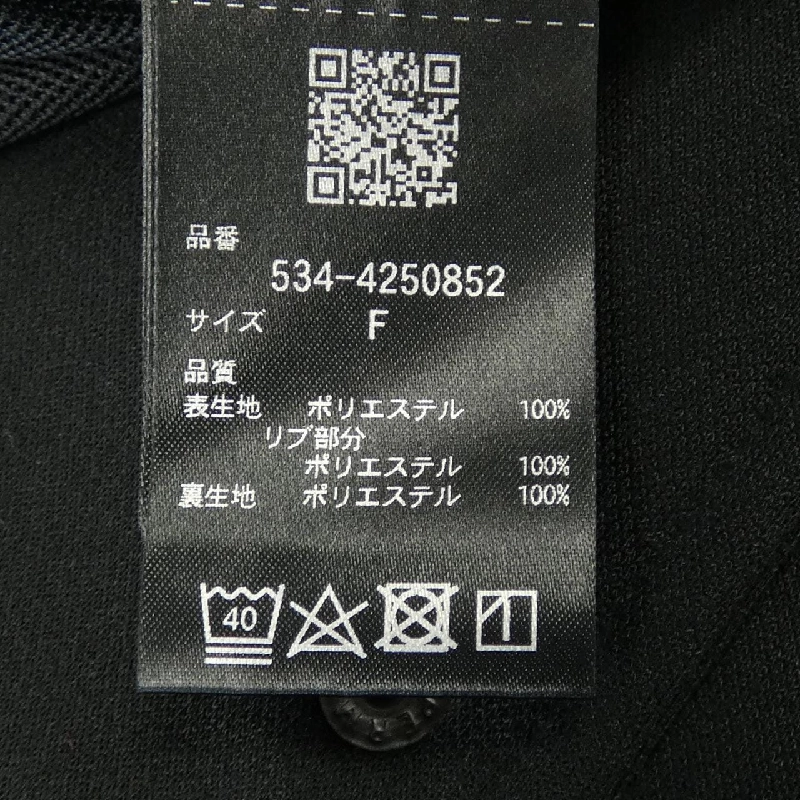 品番
534-4250852
サイズ F
品質
表生地 ポリエステル 100%
リブ部分
ポリエステル 100%
裏生地 ポリエステル 100%
40